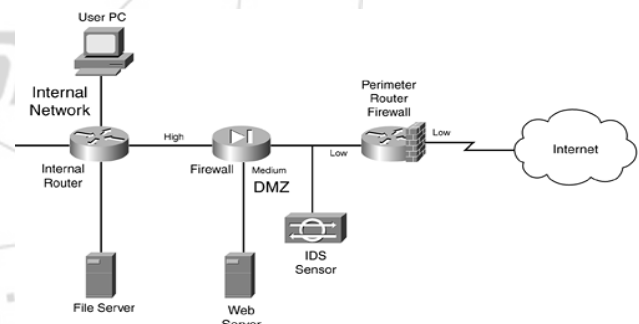 User PC
Internal
Network
Perimeter
Router
Firewall
High
Low
Low
Internet
Internal
Router
Firewall
Medium
DMZ
IDS
Sensor
File Server
Web
Server